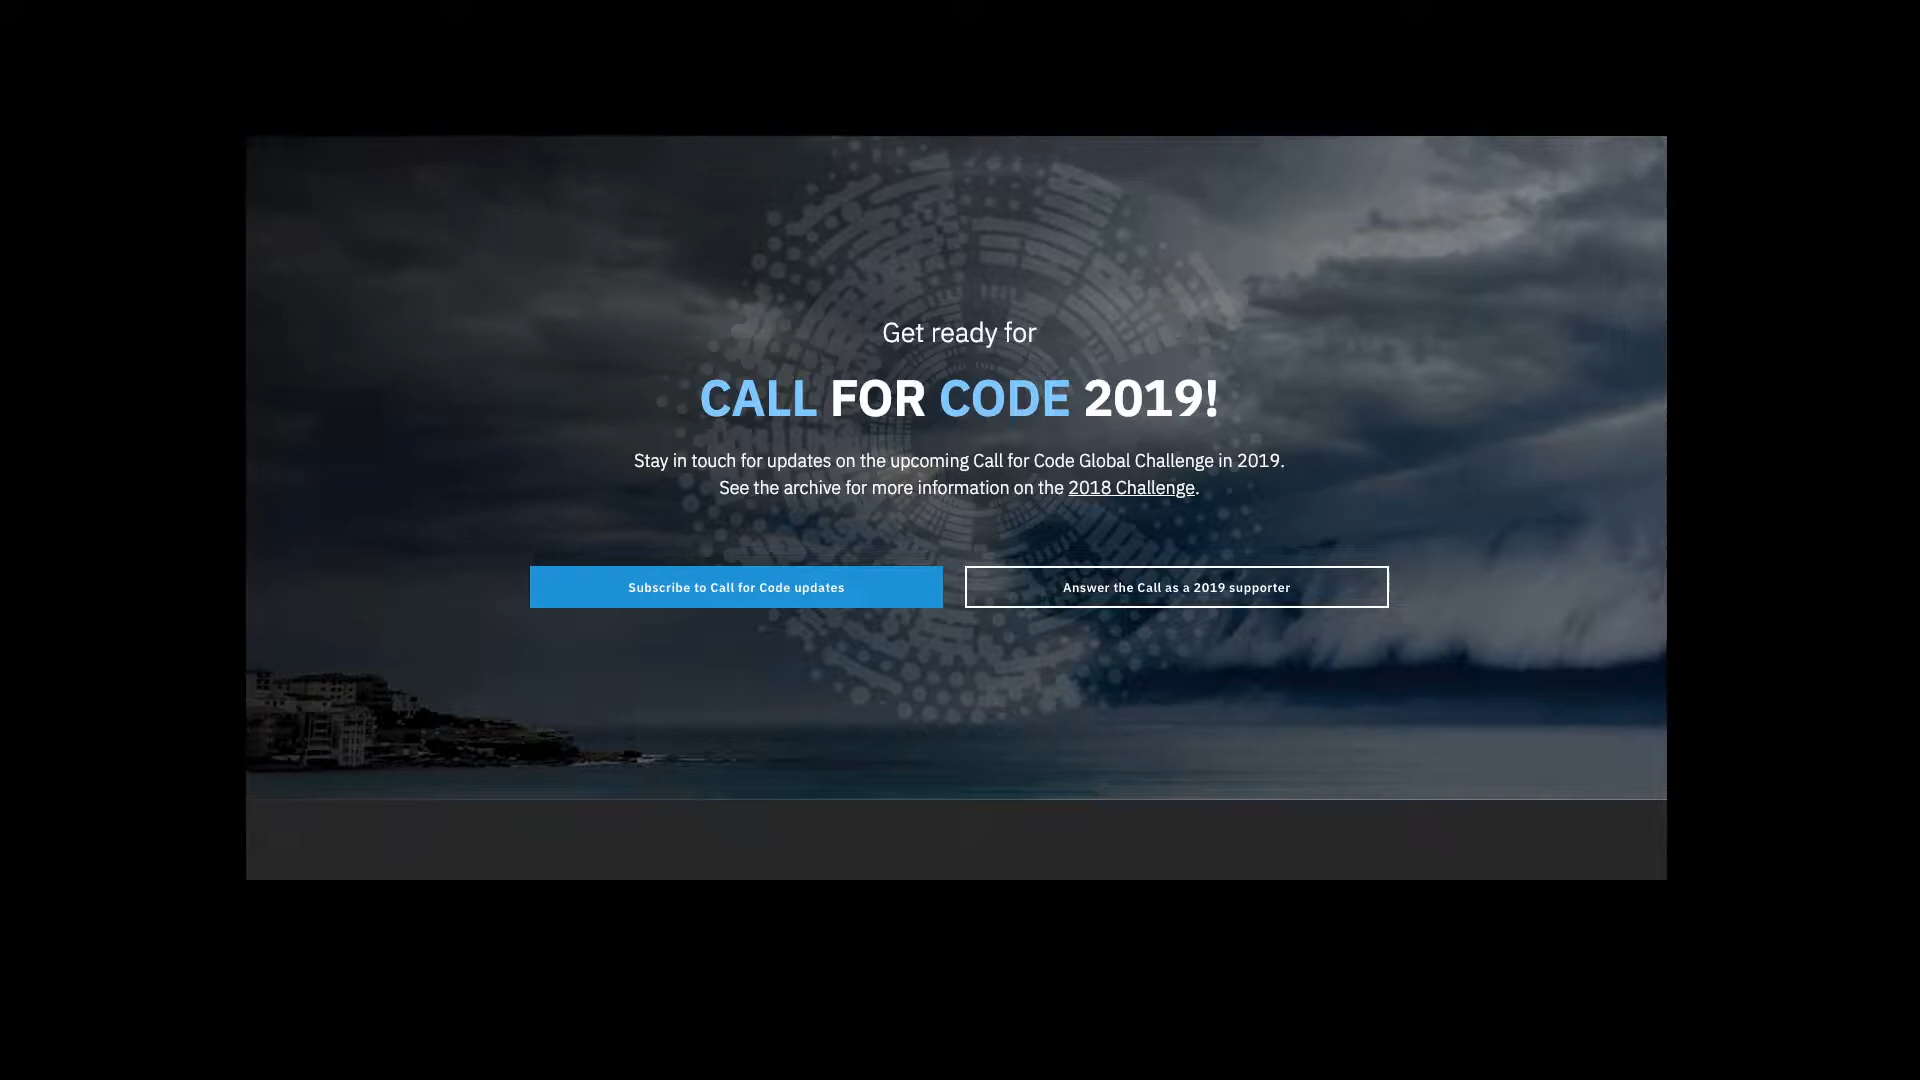 Get ready for
CALL FOR CODE 2019!
Stay in touch for updates on the upcoming Call for Code Global Challenge in 2019.
See the archive for more information on the 2018 Challenge.
Subscribe to Call for Code updates
Answer the Call as a 2019 supporter